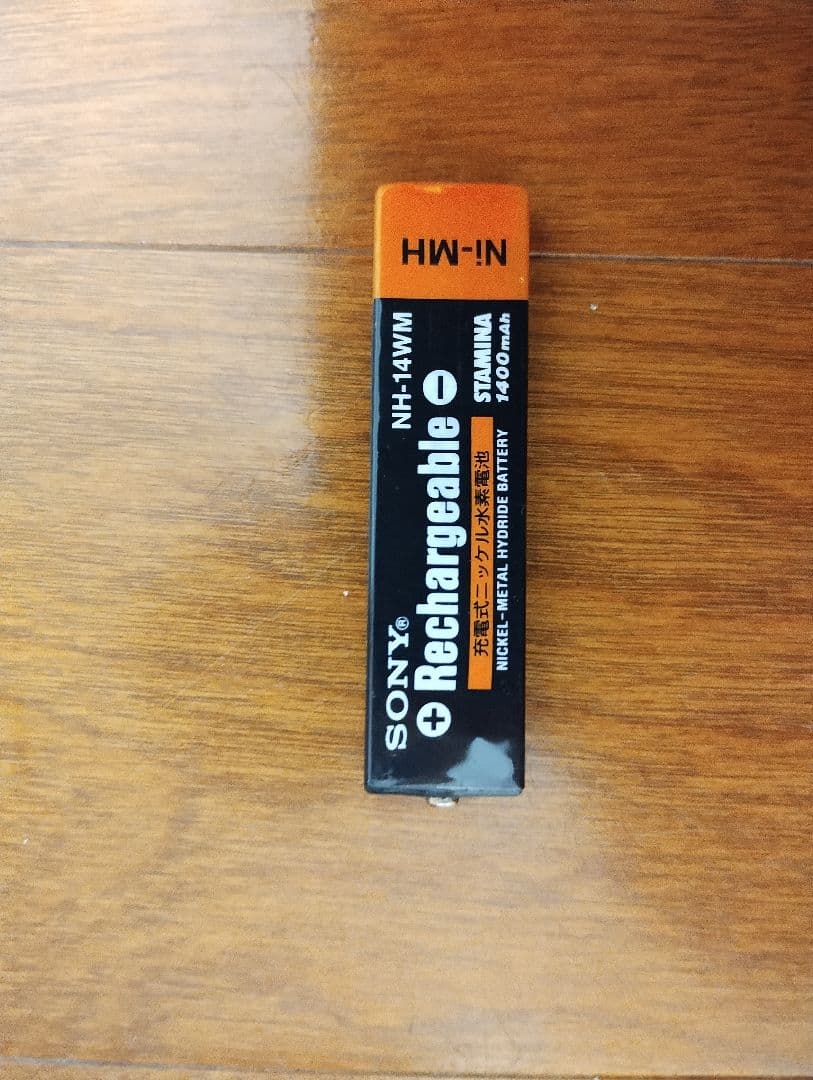 Ni-MH
SONY® NH-14WM
+ Rechargeable −
充電式ニッケル水素電池 STAMINA
NICKEL-METAL HYDRIDE BATTERY 1400mAh